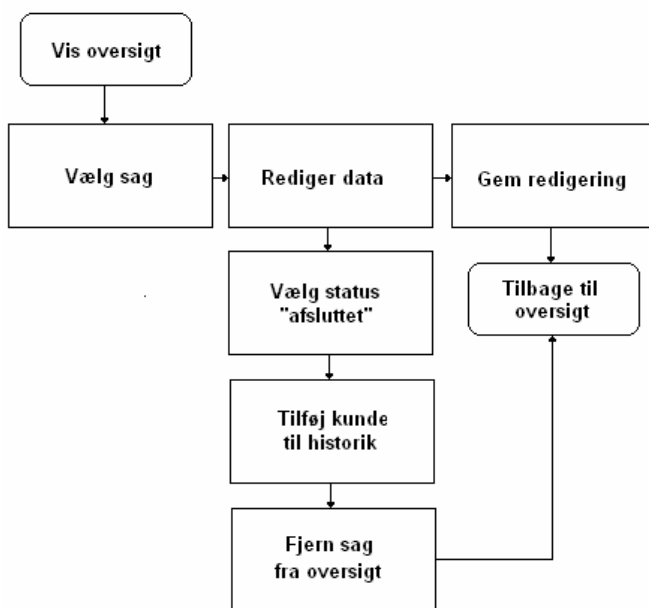 Vis oversigt
Vælg sag
Rediger data
Gem redigering
Vælg status
"afsluttet"
Tilbage til
oversigt
Tilføj kunde
til historik
Fjern sag
fra oversigt